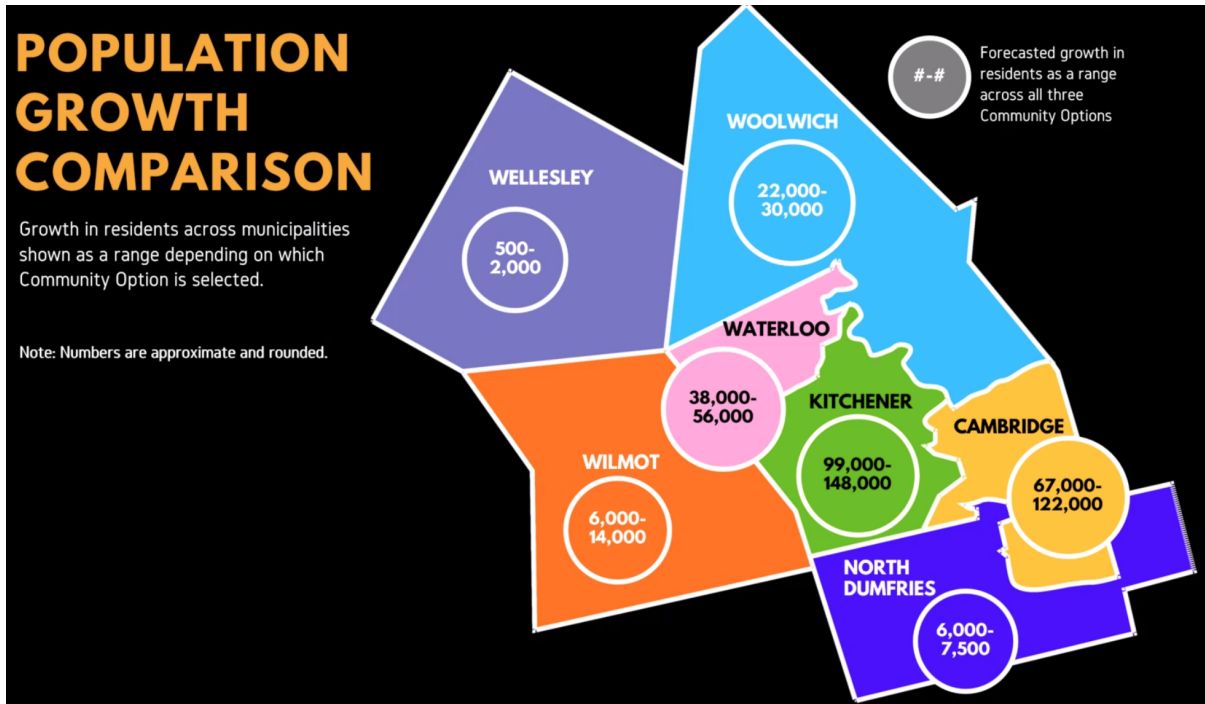 POPULATION
GROWTH
COMPARISON
Growth in residents across municipalities
shown as a range depending on which
Community Option is selected.
Note: Numbers are approximate and rounded.
#-#
Forecasted growth in
residents as a range
across all three
Community Options
WOOLWICH
22,000-
30,000
WELLESLEY
500-
2,000
WATERLOO
38,000-
56,000
KITCHENER
99,000-
148,000
CAMBRIDGE
67,000-
122,000
WILMOT
6,000-
14,000
NORTH
DUMFRIES
6,000-
7,500